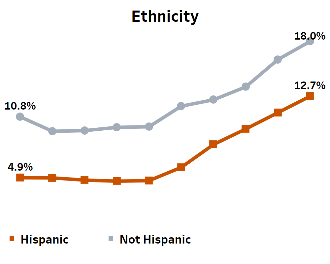 Ethnicity
18.0%
12.7%
10.8%
4.9%
Hispanic
Not Hispanic